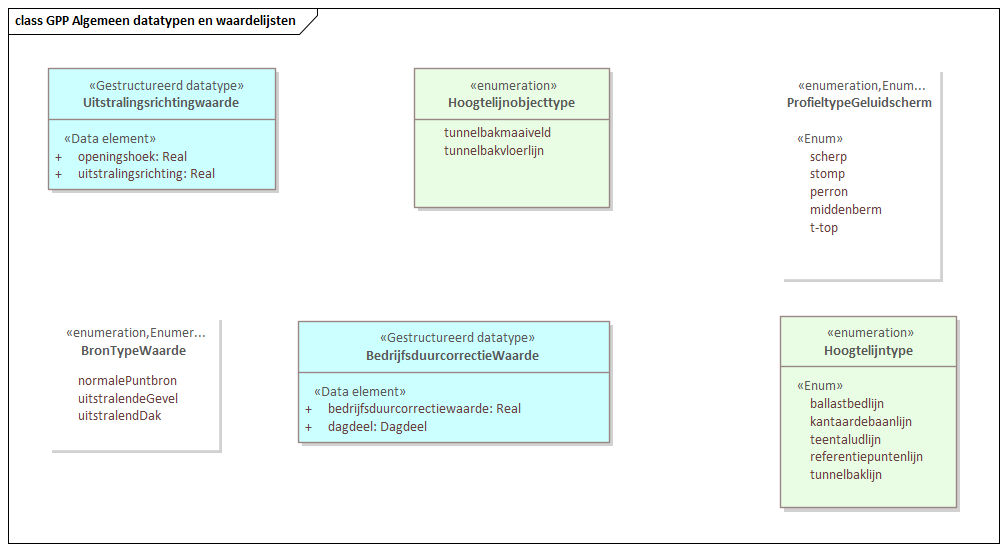 class GPP Algemeen datatypen en waardelijsten
«Gestructureerd datatype»
Uitstralingsrichtingwaarde
«Data element»
+ openingshoek: Real
+ uitstralingsrichting: Real
«enumeration»
Hoogtelijnobjecttype
tunnelbakmaaiveld
tunnelbakvloerlijn
«enumeration,Enum...
ProfieltypeGeluidscherm
«Enum»
scherp
stomp
perron
middenberm
t-top
«enumeration,Enumer...
BronTypeWaarde
normalePuntbron
uitstralendeGevel
uitstralendDak
«Gestructureerd datatype»
BedrijfsduurcorrectieWaarde
«Data element»
+ bedrijfsduurcorrectiewaarde: Real
+ dagdeel: Dagdeel
«enumeration»
Hoogtelijntype
«Enum»
ballastbedlijn
kantaardebaanlijn
teentaludlijn
referentiepuntenlijn
tunnelbaklijn